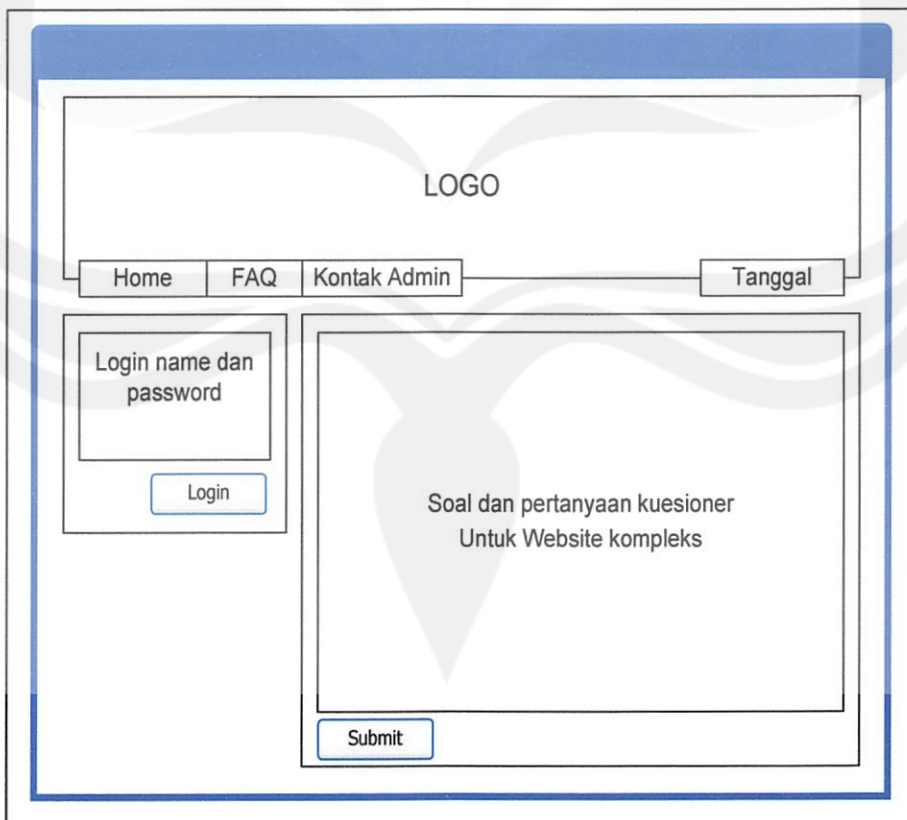 LOGO
Home FAQ Kontak Admin Tanggal
Login name dan
password
Login
Soal dan pertanyaan kuesioner
Untuk Website kompleks
Submit